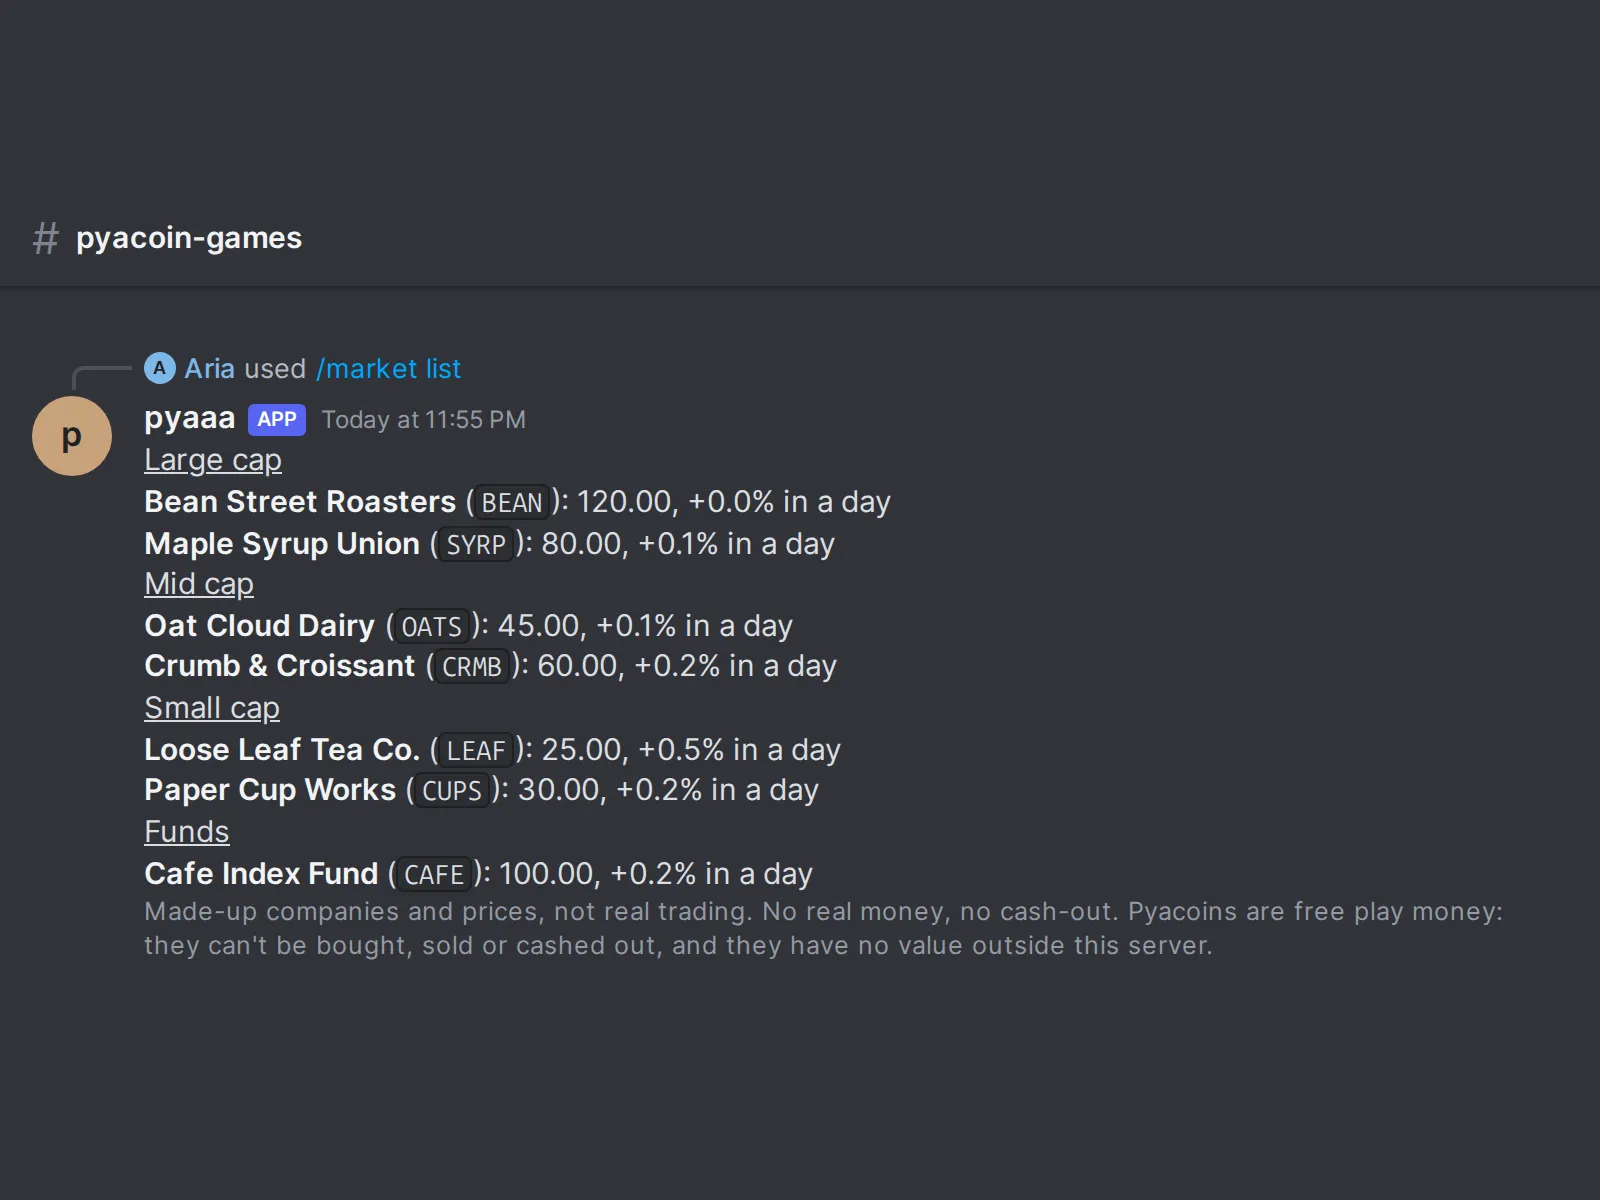 # pyacoin-games
A Aria used /market list
p
pyaaa APP Today at 11:55 PM
Large cap
Bean Street Roasters (BEAN): 120.00, +0.0% in a day
Maple Syrup Union (SYRP): 80.00, +0.1% in a day
Mid cap
Oat Cloud Dairy (OATS): 45.00, +0.1% in a day
Crumb & Croissant (CRMB): 60.00, +0.2% in a day
Small cap
Loose Leaf Tea Co. (LEAF): 25.00, +0.5% in a day
Paper Cup Works (CUPS): 30.00, +0.2% in a day
Funds
Cafe Index Fund (CAFE): 100.00, +0.2% in a day
Made-up companies and prices, not real trading. No real money, no cash-out. Pyacoins are free play money:
they can't be bought, sold or cashed out, and they have no value outside this server.